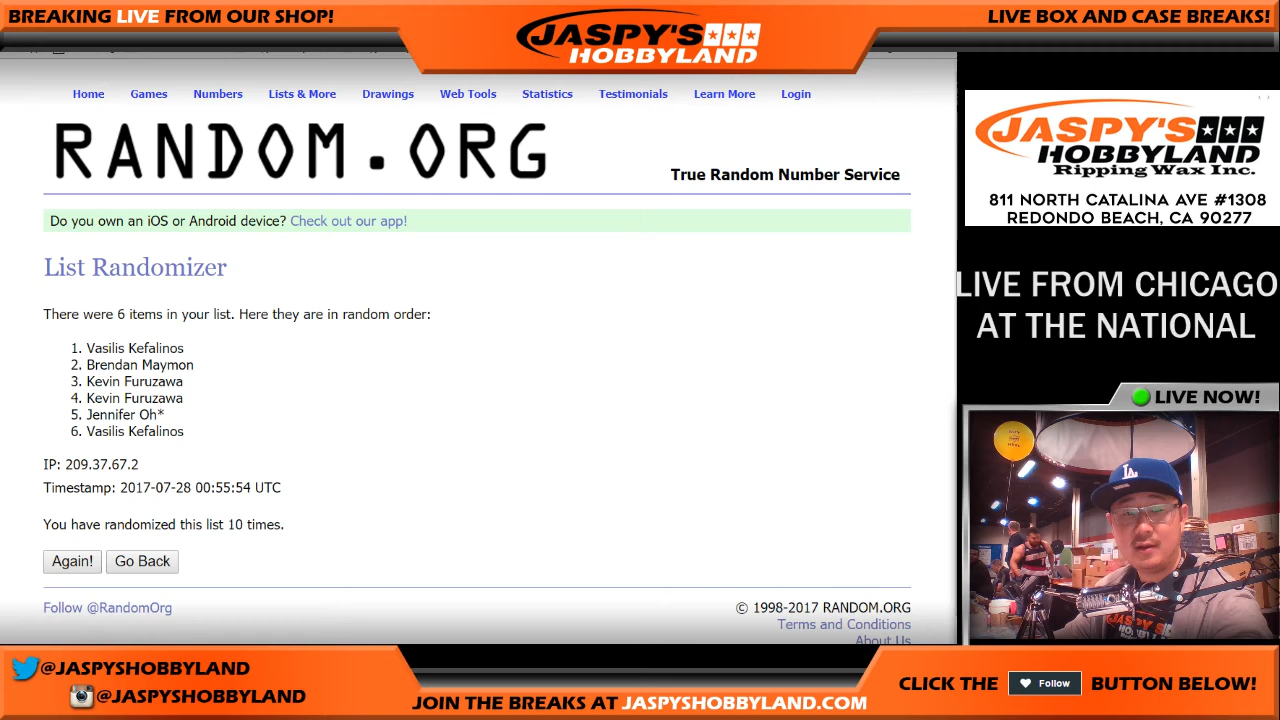 BREAKING LIVE FROM OUR SHOP!
JASPY'S
HOBBYLAND
LIVE BOX AND CASE BREAKS!
Home Games Numbers Lists & More Drawings Web Tools Statistics Testimonials Learn More Login
RANDOM.ORG
True Random Number Service
Do you own an iOS or Android device? Check out our app!
List Randomizer
There were 6 items in your list. Here they are in random order:
1. Vasilis Kefalinos
2. Brendan Maymon
3. Kevin Furuzawa
4. Kevin Furuzawa
5. Jennifer Oh*
6. Vasilis Kefalinos
IP: 209.37.67.2
Timestamp: 2017-07-28 00:55:54 UTC
You have randomized this list 10 times.
Again! Go Back
Follow @RandomOrg
© 1998-2017 RANDOM.ORG
Terms and Conditions
About Us
JASPY'S
HOBBYLAND
Ripping Wax Inc.
811 NORTH CATALINA AVE #1308
REDONDO BEACH, CA 90277
LIVE FROM CHICAGO
AT THE NATIONAL
LIVE NOW!
LA
JASPY'S
@JASPYSHOBBYLAND
@JASPYSHOBBYLAND
JOIN THE BREAKS AT JASPYSHOBBYLAND.COM
CLICK THE Follow BUTTON BELOW!